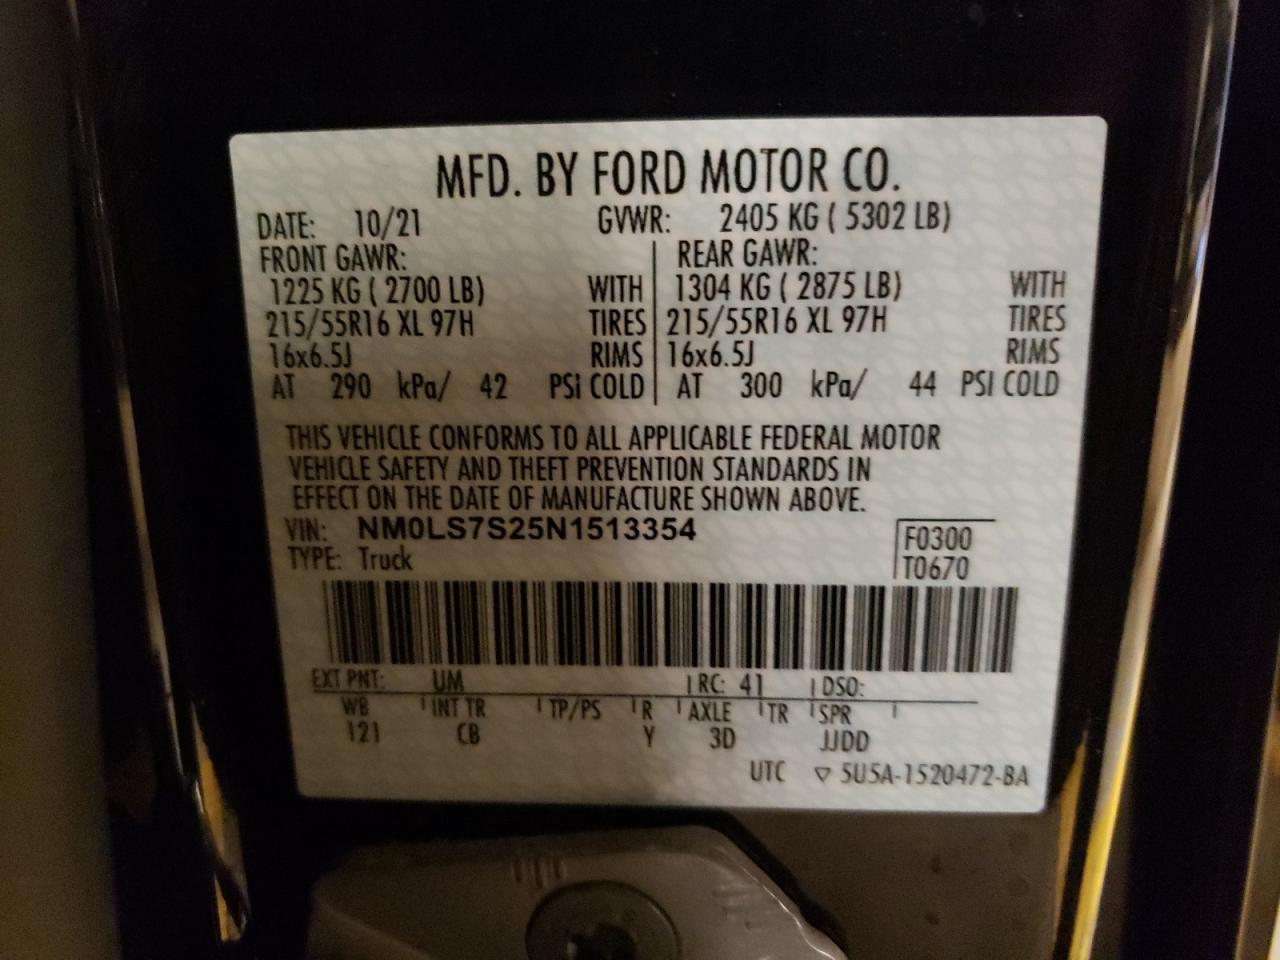 MFD. BY FORD MOTOR CO.
DATE: 10/21 GVWR: 2405 KG ( 5302 LB)
FRONT GAWR: REAR GAWR:
1225 KG ( 2700 LB) WITH 1304 KG ( 2875 LB) WITH
215/55R16 XL 97H TIRES 215/55R16 XL 97H TIRES
16x6.5J RIMS 16x6.5J RIMS
AT 290 kPa/ 42 PSI COLD AT 300 kPa/ 44 PSI COLD
THIS VEHICLE CONFORMS TO ALL APPLICABLE FEDERAL MOTOR
VEHICLE SAFETY AND THEFT PREVENTION STANDARDS IN
EFFECT ON THE DATE OF MANUFACTURE SHOWN ABOVE.
VIN: NM0LS7S25N1513354 F0300
TYPE: Truck T0670
EXT PNT: UM RC: 41 DSO:
WB INT TR TP/PS R AXLE TR SPR
121 CB Y 3D JJDD
UTC ▽ 5U5A-1520472-BA